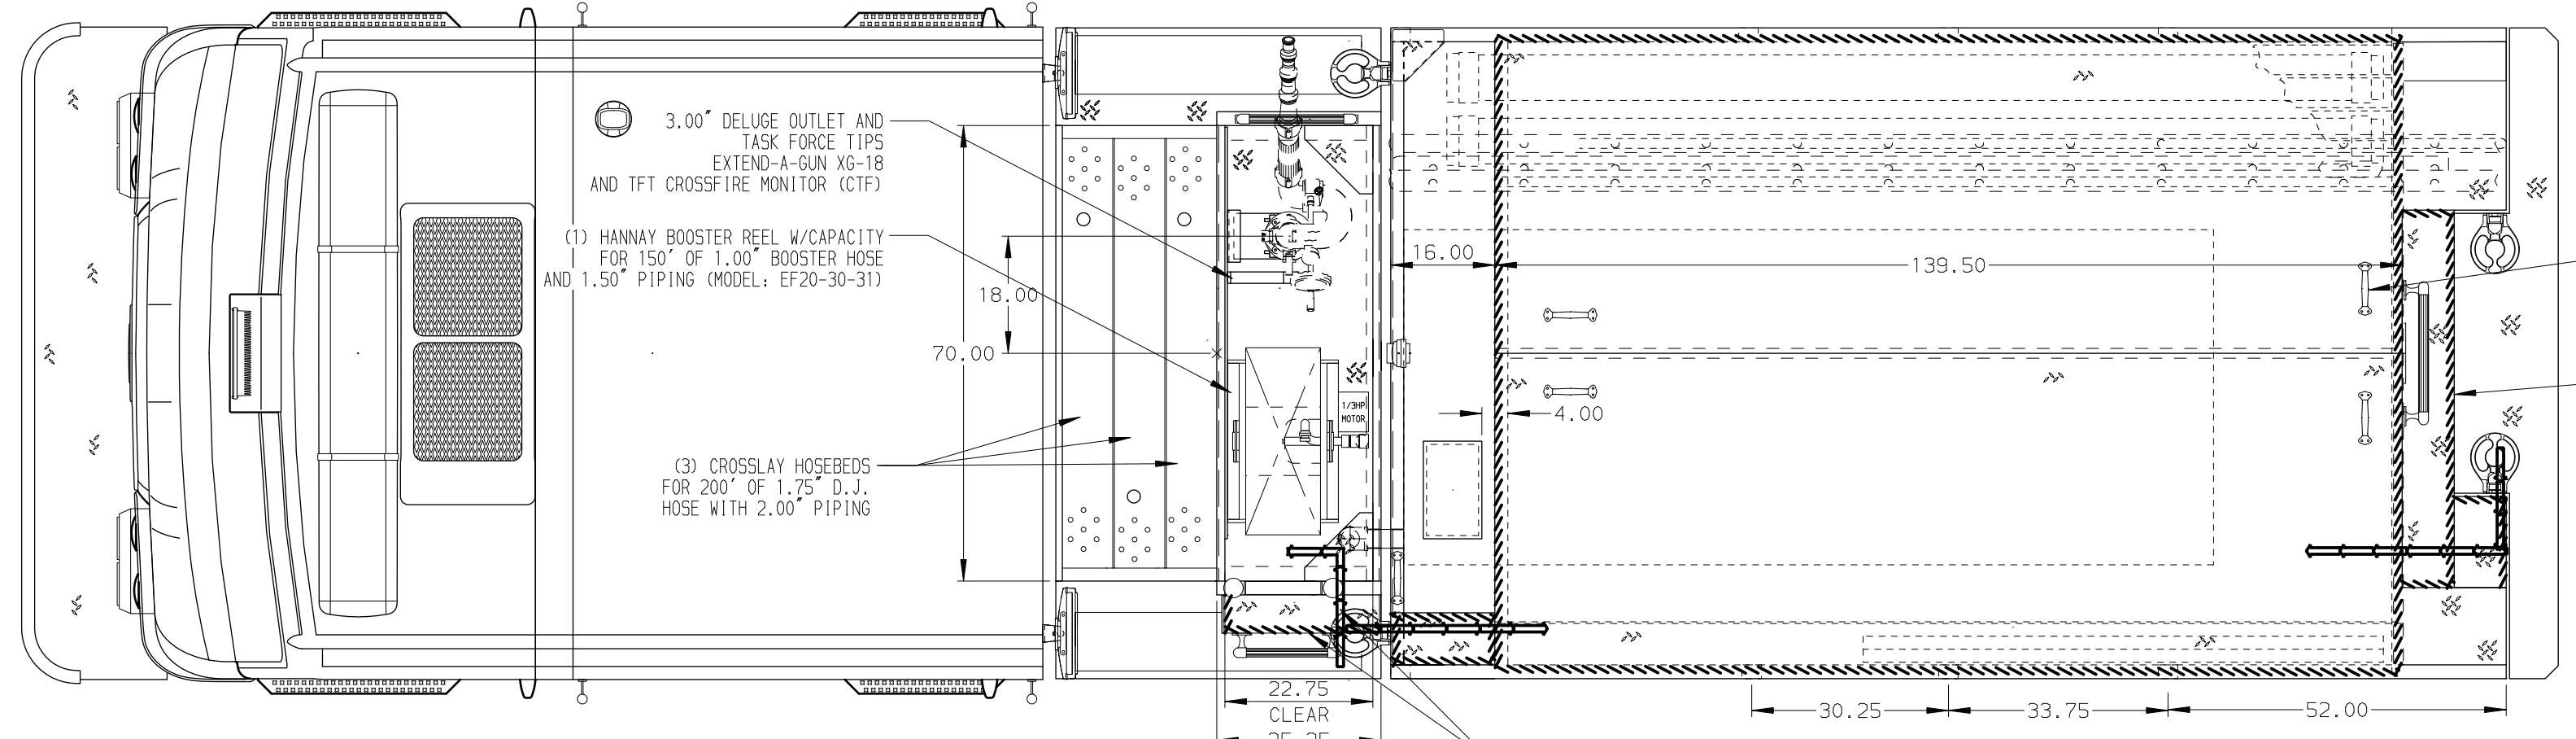 3.00" DELUGE OUTLET AND
TASK FORCE TIPS
EXTEND-A-GUN XG-18
AND TFT CROSSFIRE MONITOR (CTF)
(1) HANNAY BOOSTER REEL W/CAPACITY
FOR 150' OF 1.00" BOOSTER HOSE
AND 1.50" PIPING (MODEL: EF20-30-31)
18.00
70.00
(3) CROSSLAY HOSEBEDS
FOR 200' OF 1.75" D.J.
HOSE WITH 2.00" PIPING
1/3HP
MOTOR
16.00
139.50
4.00
22.75
CLEAR
30.25
33.75
52.00